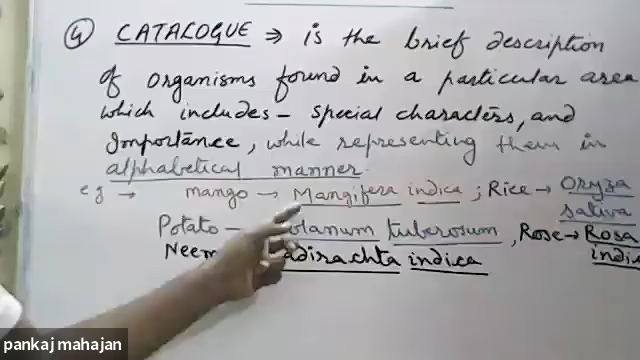 4 CATALOGUE ⇒ is the brief description
of organisms found in a particular area
which includes - special characters, and
Importance, while representing them in
alphabetical manner.
eg → mango → Mangifera indica ; Rice → Oryza
sativa
Potato - olanum tuberosum , Rose → Rosa
Neem adirachta indica indi
pankaj mahajan